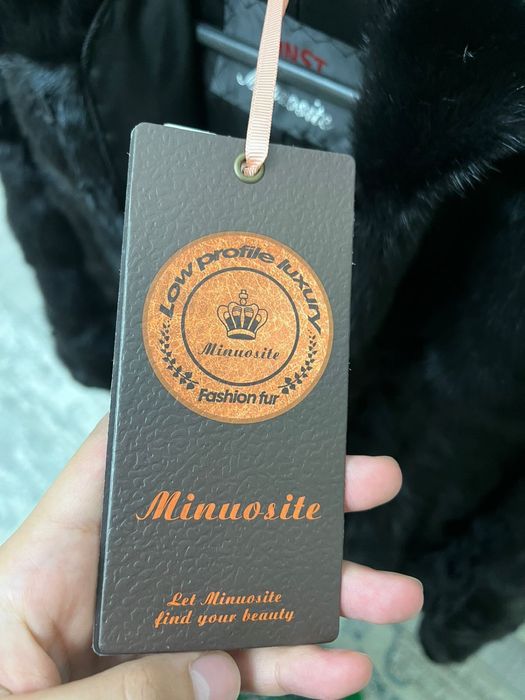 Low profile luxury
Minuosite
Fashion fur
Minuosite
Let Minuosite
find your beauty